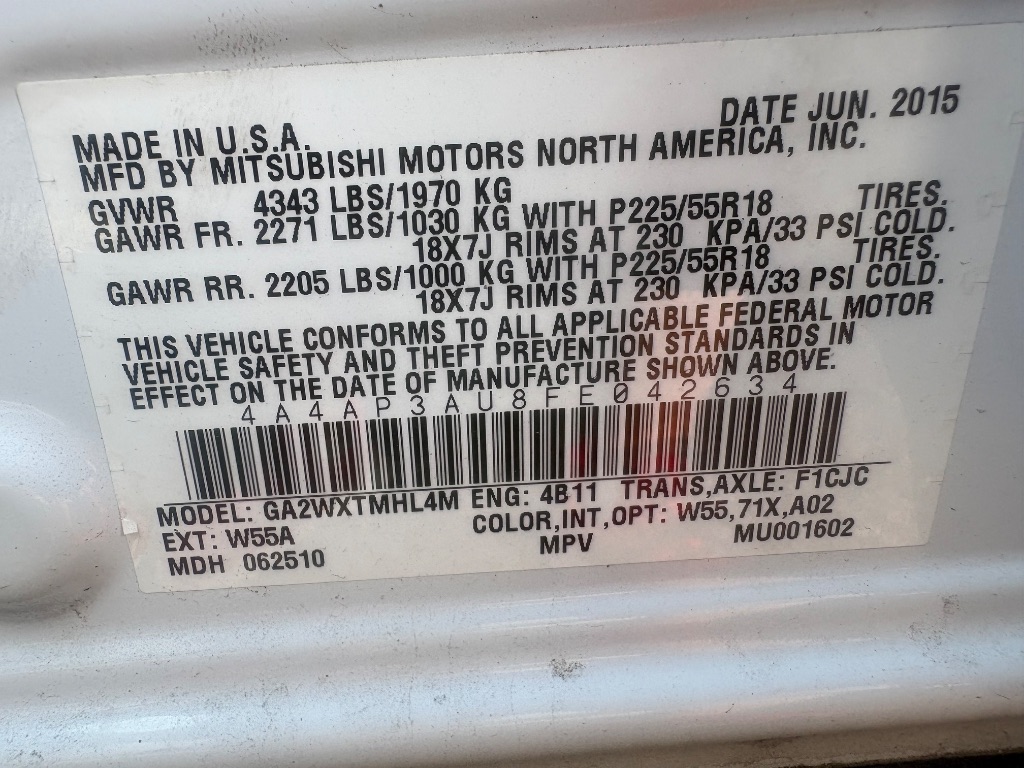 DATE JUN. 2015
MADE IN U.S.A.
MFD BY MITSUBISHI MOTORS NORTH AMERICA, INC.
GVWR 4343 LBS/1970 KG
GAWR FR. 2271 LBS/1030 KG WITH P225/55R18 TIRES.
18X7J RIMS AT 230 KPA/33 PSI COLD.
GAWR RR. 2205 LBS/1000 KG WITH P225/55R18 TIRES.
18X7J RIMS AT 230 KPA/33 PSI COLD.
THIS VEHICLE CONFORMS TO ALL APPLICABLE FEDERAL MOTOR
VEHICLE SAFETY AND THEFT PREVENTION STANDARDS IN
EFFECT ON THE DATE OF MANUFACTURE SHOWN ABOVE.
4A4AP3AU8FE042634
MODEL: GA2WXTMHL4M ENG: 4B11 TRANS,AXLE: F1CJC
EXT: W55A COLOR,INT,OPT: W55,71X,A02
MDH 062510 MPV MU001602